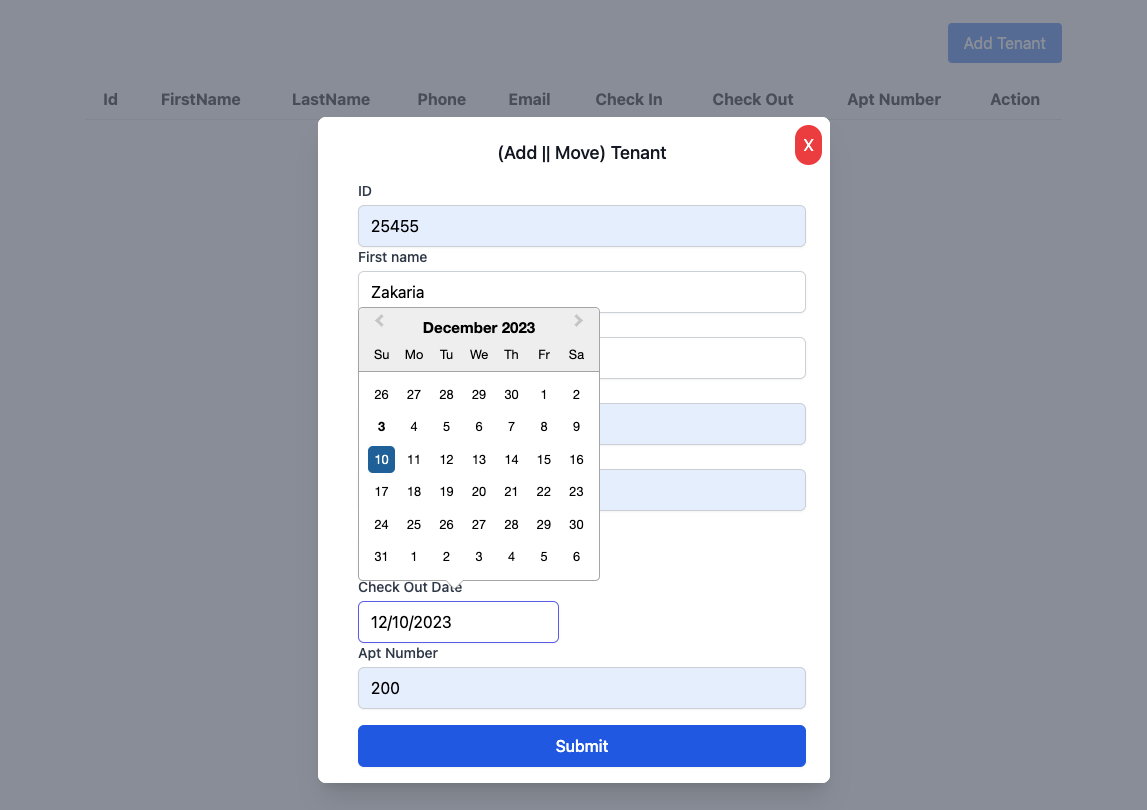 Add Tenant
Id FirstName LastName Phone Email Check In Check Out Apt Number Action
(Add || Move) Tenant
X
ID
25455
First name
Zakaria
December 2023
Su Mo Tu We Th Fr Sa
26 27 28 29 30 1 2
3 4 5 6 7 8 9
10 11 12 13 14 15 16
17 18 19 20 21 22 23
24 25 26 27 28 29 30
31 1 2 3 4 5 6
Check Out Date
12/10/2023
Apt Number
200
Submit